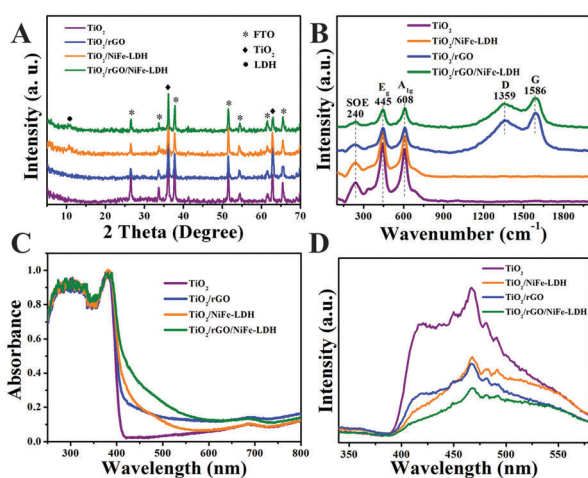 A
TiO2
TiO2/rGO
TiO2/NiFe-LDH
TiO2/rGO/NiFe-LDH
* FTO
◆ TiO2
● LDH
Intensity (a. u.)
10 20 30 40 50 60 70
2 Theta (Degree)
B
TiO2
TiO2/NiFe-LDH
TiO2/rGO
TiO2/rGO/NiFe-LDH
SOE
240
Eg
445
A1g
608
D
1359
G
1586
Intensity (a.u.)
300 600 900 1200 1500 1800
Wavenumber (cm-1)
C
TiO2
TiO2/rGO
TiO2/NiFe-LDH
TiO2/rGO/NiFe-LDH
Absorbance
1.0
0.8
0.6
0.4
0.2
0.0
300 400 500 600 700 800
Wavelength (nm)
D
TiO2
TiO2/NiFe-LDH
TiO2/rGO
TiO2/rGO/NiFe-LDH
Intensity (a.u.)
350 400 450 500 550
Wavelength (nm)